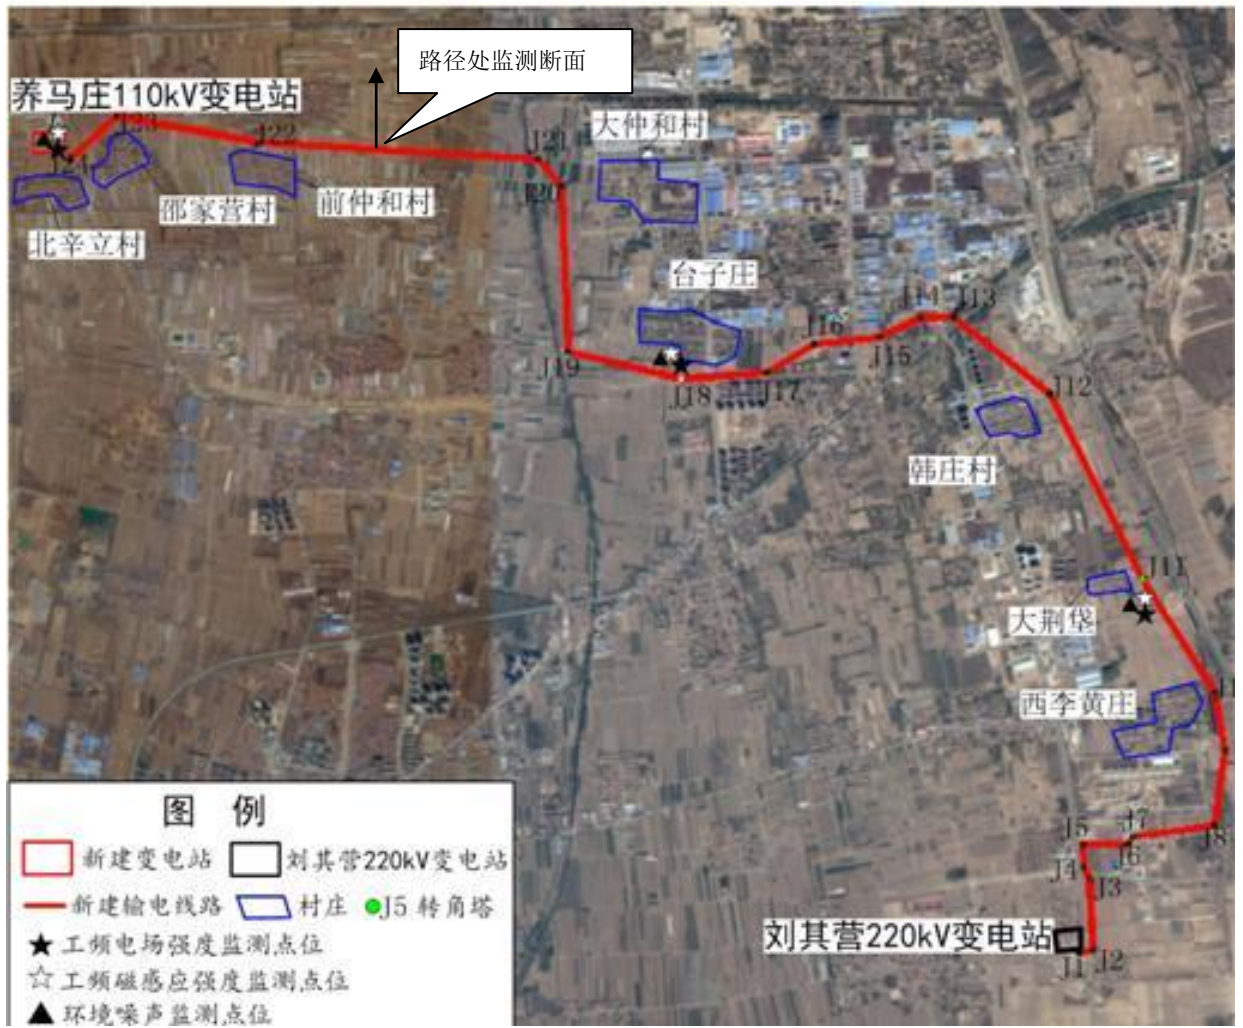 路径处监测断面
养马庄110kV变电站
J23
J22
J21
大仲和村
J20
邵家营村
前仲和村
北辛立村
台子庄
J14
J13
J16
J15
J19
J18
J17
J12
韩庄村
J11
大荆垡
西李黄庄
图 例
新建变电站
刘其营220kV变电站
新建输电线路
村庄
J5 转角塔
工频电场强度监测点位
工频磁感应强度监测点位
环境噪声监测点位
J5
J7
J8
J6
J4
J3
刘其营220kV变电站
J1
J2